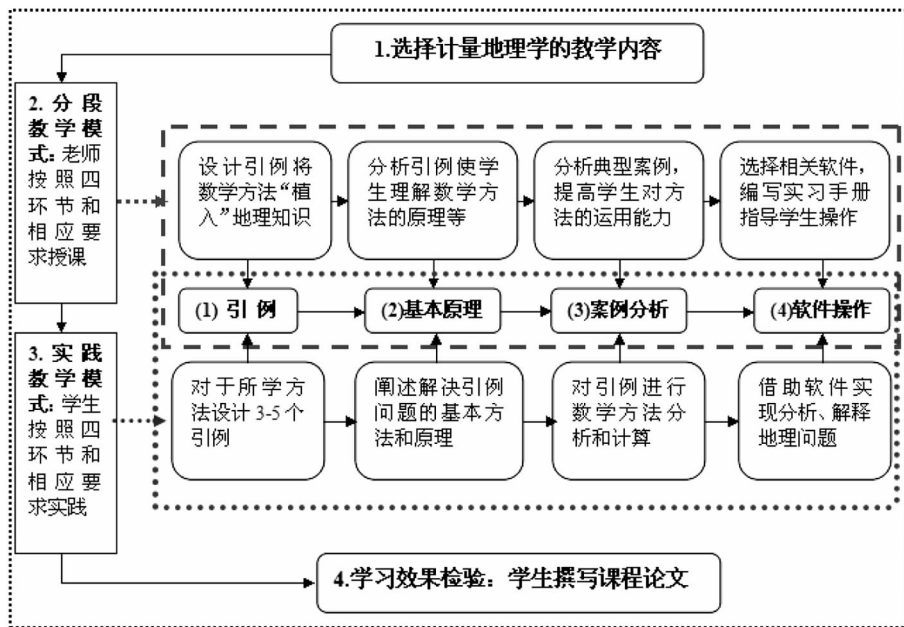 1.选择计量地理学的教学内容
2. 分段
教学模
式: 老师
按照四
环节和
相应要
求授课
设计引例将
数学方法“植
入”地理知识
分析引例使学
生理解数学方
法的原理等
分析典型案例，
提高学生对方
法的运用能力
选择相关软件，
编写实习手册
指导学生操作
(1) 引 例
(2)基本原理
(3)案例分析
(4)软件操作
3. 实践
教学模
式: 学生
按照四
环节和
相应要
求实践
对于所学方
法设计 3-5 个
引例
阐述解决引例
问题的基本方
法和原理
对引例进行
数学方法分
析和计算
借助软件实
现分析、解释
地理问题
4.学习效果检验：学生撰写课程论文